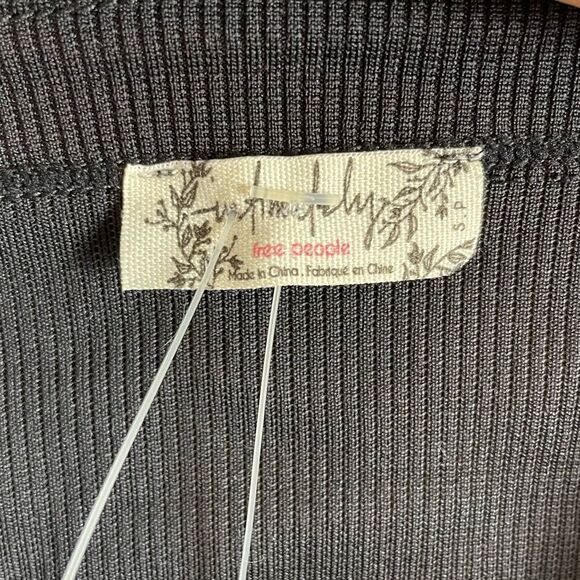 intimately
free people
Made in China . Fabriqué en Chine
S.P